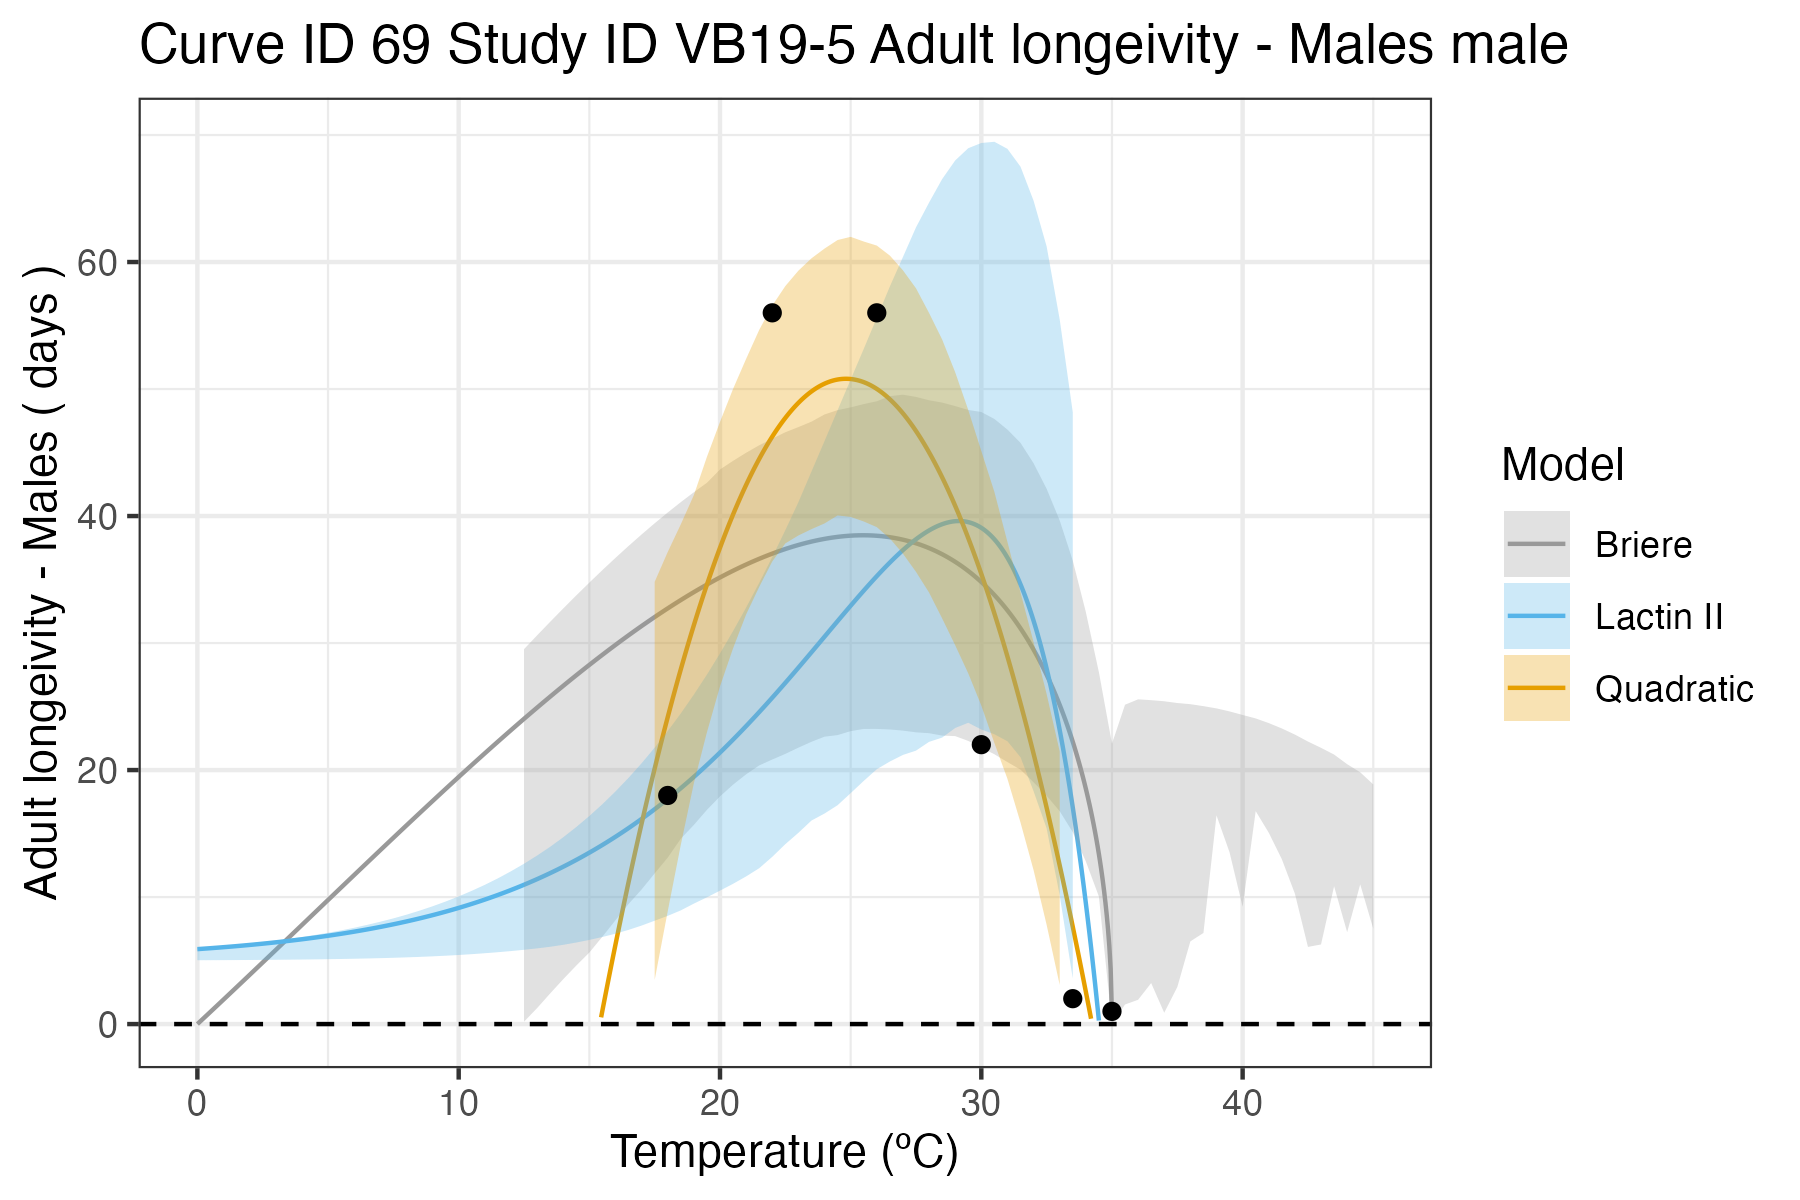 Curve ID 69 Study ID VB19-5 Adult longeivity - Males male
Adult longeivity - Males ( days )
60
40
20
0
0 10 20 30 40
Temperature (ºC)
Model
Briere
Lactin II
Quadratic